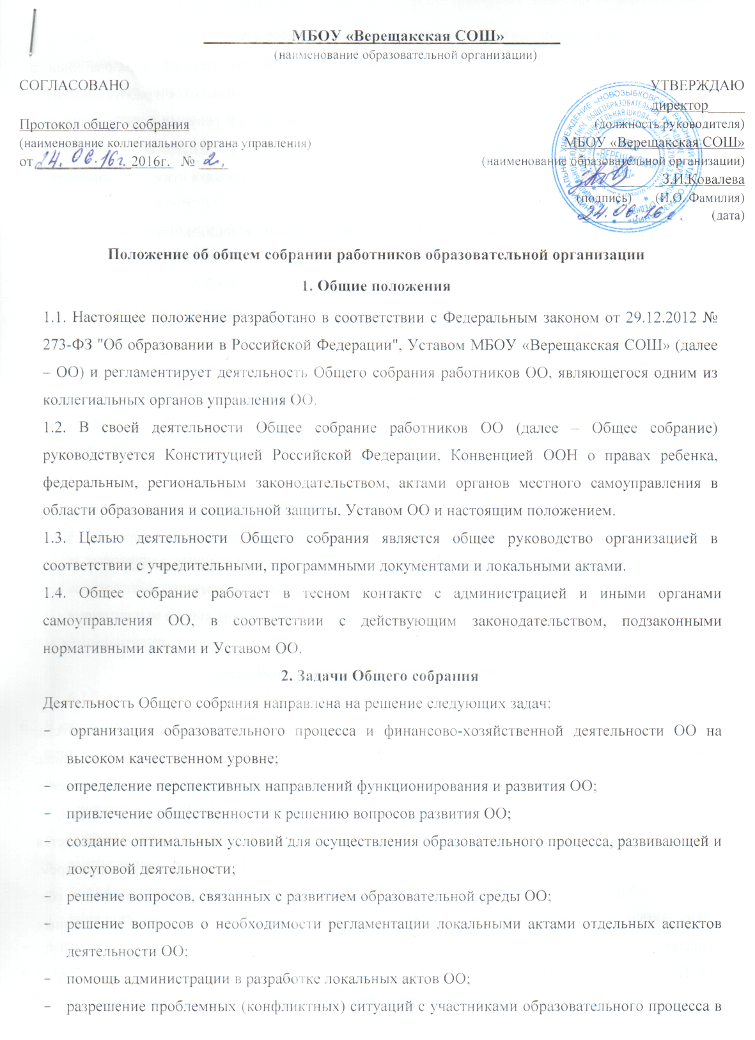 МБОУ «Верещакская СОШ»
(наименование образовательной организации)
СОГЛАСОВАНО УТВЕРЖДАЮ
директор
Протокол общего собрания (должность руководителя)
(наименование коллегиального органа управления) МБОУ «Верещакская СОШ»
от 24.06.16г. 2016г. № 2. (наименование образовательной организации)
З.И.Ковалева
(подпись) (И.О. Фамилия)
24.06.16г. (дата)
Положение об общем собрании работников образовательной организации
1. Общие положения
1.1. Настоящее положение разработано в соответствии с Федеральным законом от 29.12.2012 №
273-ФЗ "Об образовании в Российской Федерации", Уставом МБОУ «Верещакская СОШ» (далее
– ОО) и регламентирует деятельность Общего собрания работников ОО, являющегося одним из
коллегиальных органов управления ОО.
1.2. В своей деятельности Общее собрание работников ОО (далее – Общее собрание)
руководствуется Конституцией Российской Федерации, Конвенцией ООН о правах ребенка,
федеральным, региональным законодательством, актами органов местного самоуправления в
области образования и социальной защиты, Уставом ОО и настоящим положением.
1.3. Целью деятельности Общего собрания является общее руководство организацией в
соответствии с учредительными, программными документами и локальными актами.
1.4. Общее собрание работает в тесном контакте с администрацией и иными органами
самоуправления ОО, в соответствии с действующим законодательством, подзаконными
нормативными актами и Уставом ОО.
2. Задачи Общего собрания
Деятельность Общего собрания направлена на решение следующих задач:
- организация образовательного процесса и финансово-хозяйственной деятельности ОО на
высоком качественном уровне;
- определение перспективных направлений функционирования и развития ОО;
- привлечение общественности к решению вопросов развития ОО;
- создание оптимальных условий для осуществления образовательного процесса, развивающей и
досуговой деятельности;
- решение вопросов, связанных с развитием образовательной среды ОО;
- решение вопросов о необходимости регламентации локальными актами отдельных аспектов
деятельности ОО;
- помощь администрации в разработке локальных актов ОО;
- разрешение проблемных (конфликтных) ситуаций с участниками образовательного процесса в